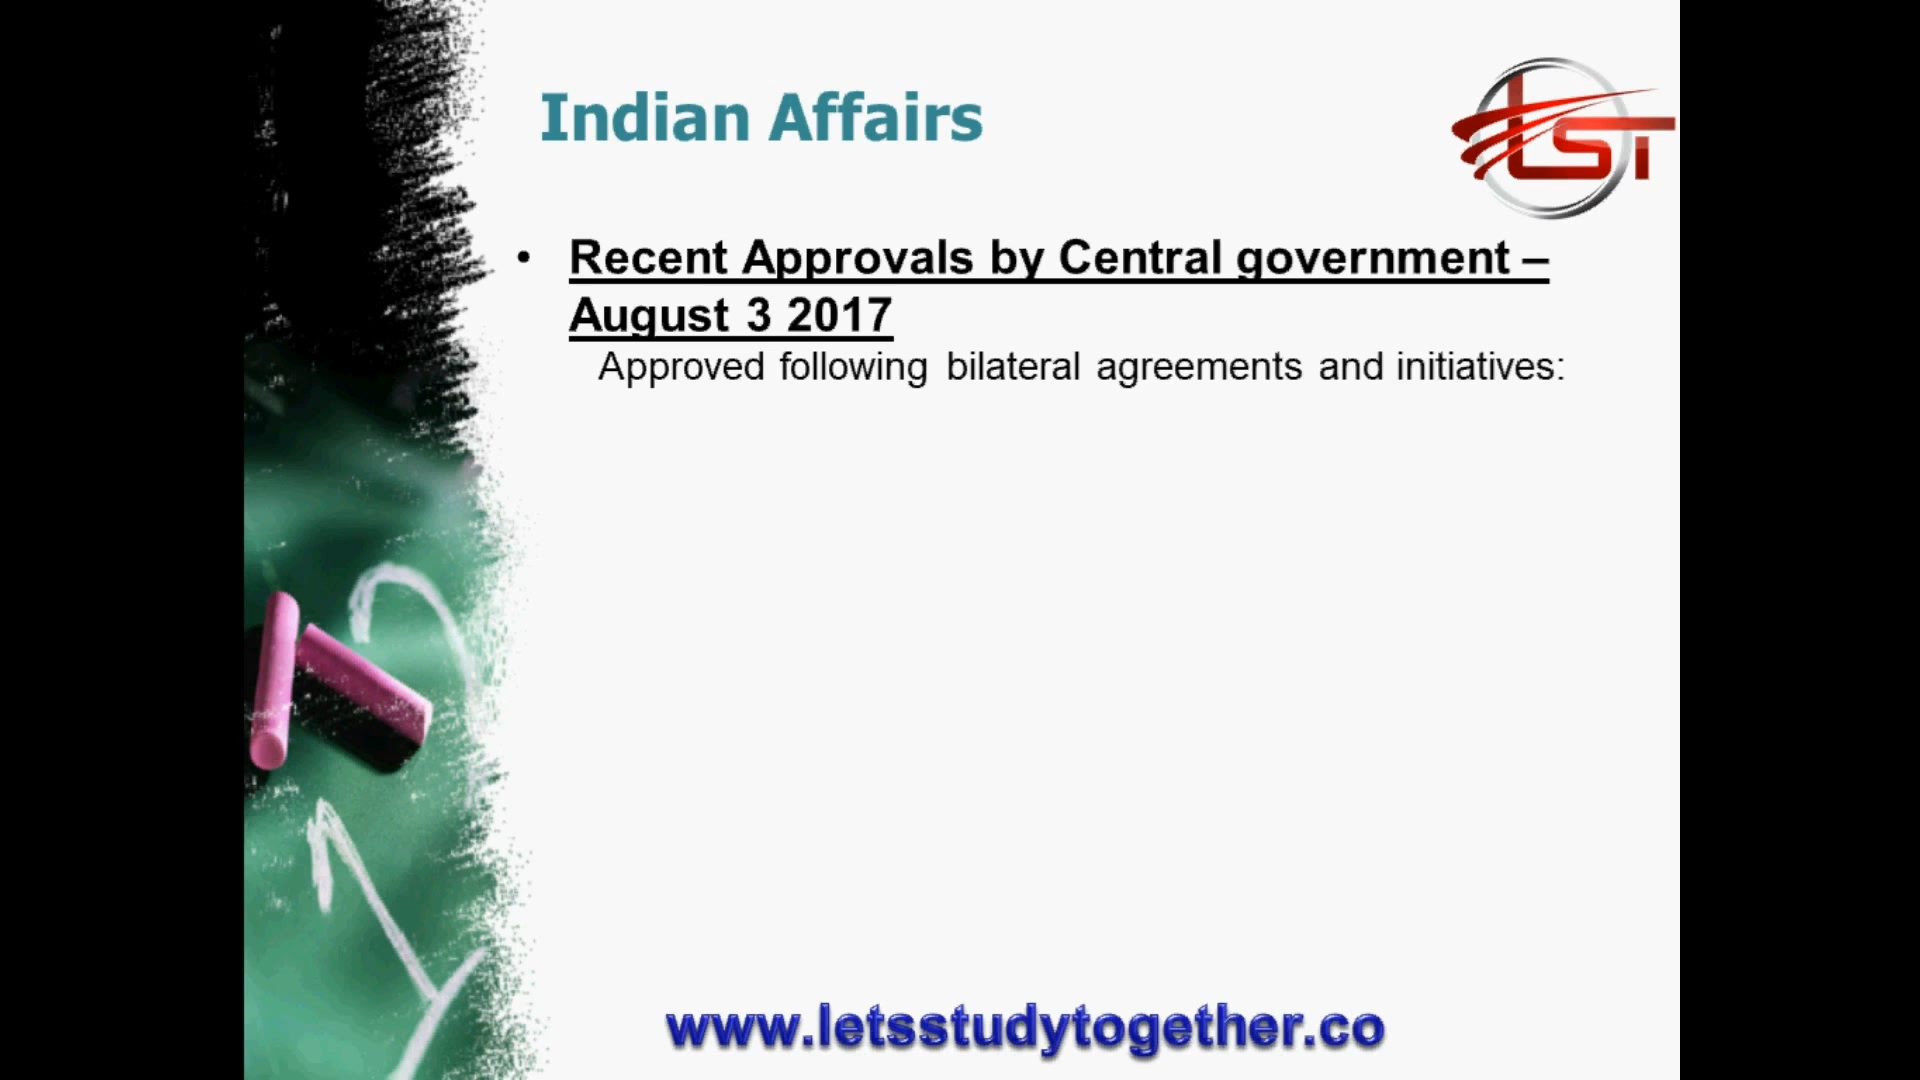 Indian Affairs
LST
• Recent Approvals by Central government –
August 3 2017
Approved following bilateral agreements and initiatives:
www.letsstudytogether.co